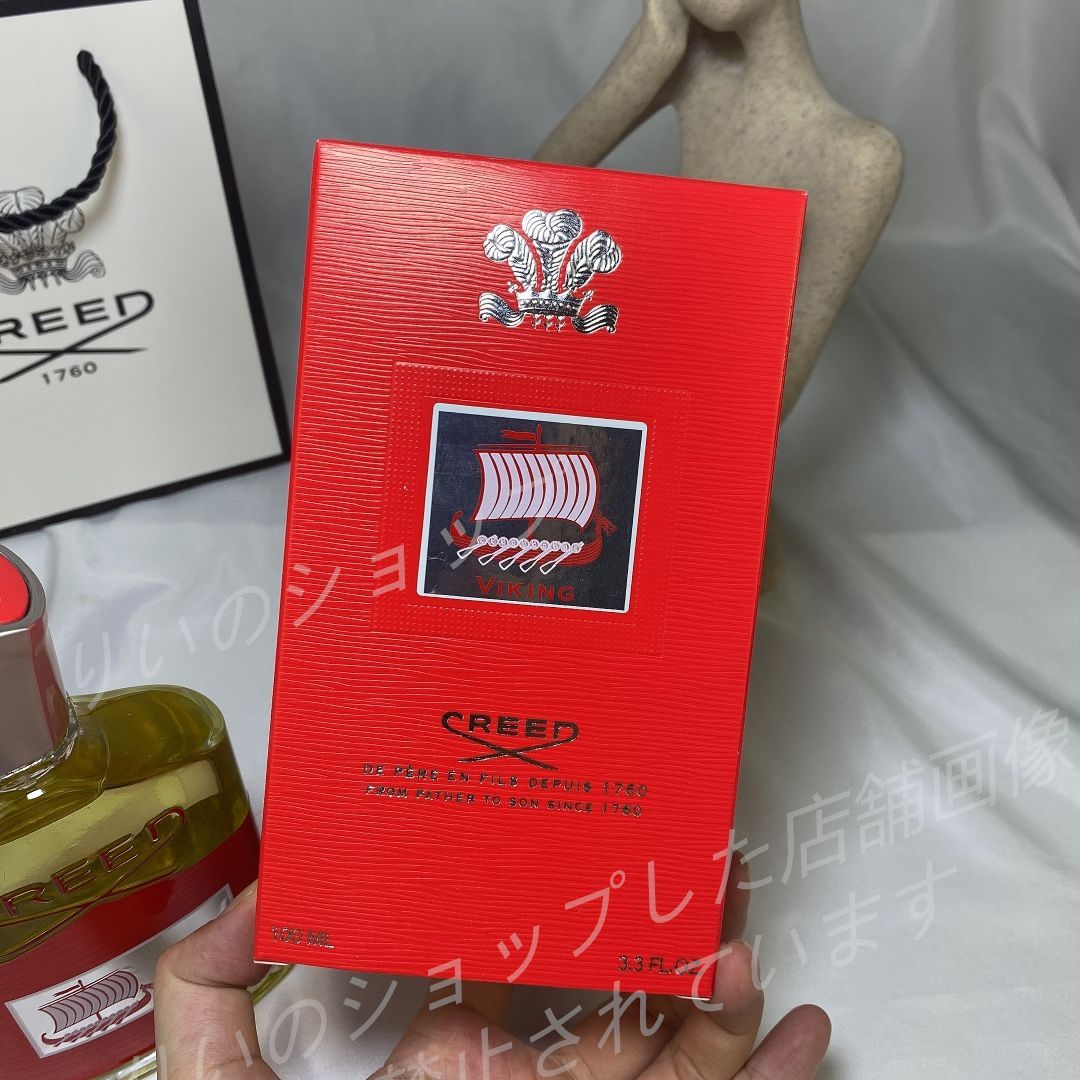 CREED
1760
VIKING
CREED
DE PÈRE EN FILS DEPUIS 1760
FROM FATHER TO SON SINCE 1760
100 ML
3.3 FL.OZ
CREED
りいのショップ
りいのショップした店舗画像
禁止されています